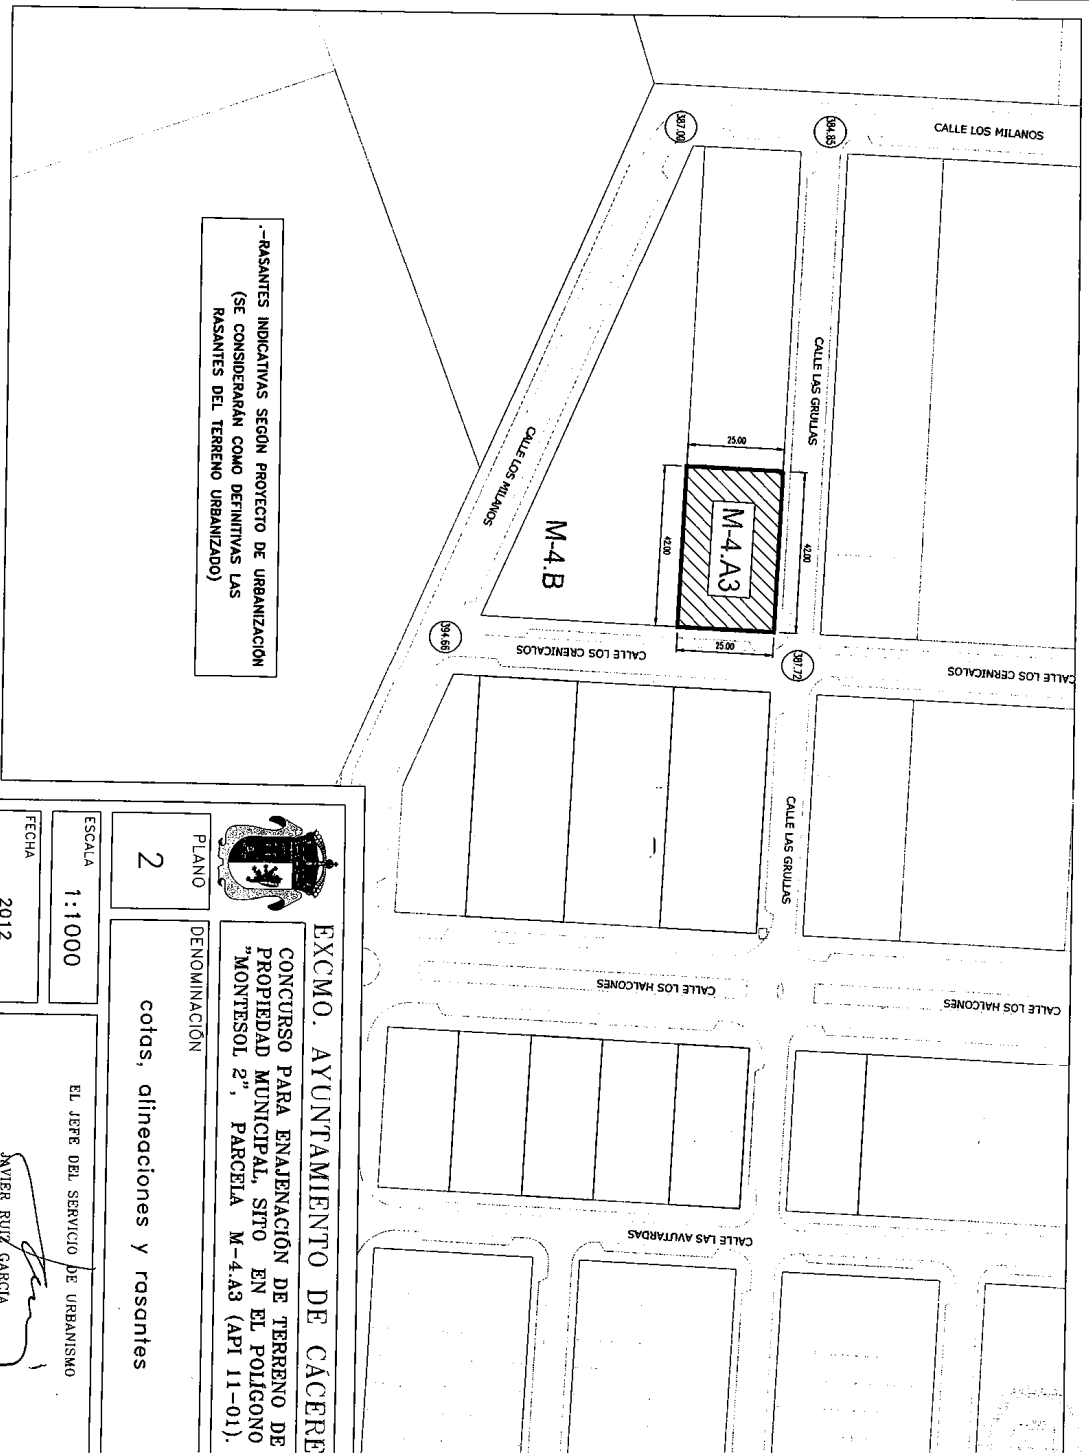 CALLE LOS MILANOS
384.85
387.00
CALLE LAS GRULLAS
25.00
42.00
M-4.A3
42.00
25.00
M-4.B
CALLE LOS MILANOS
394.66
387.72
CALLE LOS CRENICALOS
CALLE LOS CERNICALOS
CALLE LAS GRULLAS
CALLE LOS HALCONES
CALLE LOS HALCONES
CALLE LAS AVUTARDAS
.-RASANTES INDICATIVAS SEGÚN PROYECTO DE URBANIZACIÓN
(SE CONSIDERARÁN COMO DEFINITIVAS LAS
RASANTES DEL TERRENO URBANIZADO)
EXCMO. AYUNTAMIENTO DE CÁCERE
CONCURSO PARA ENAJENACIÓN DE TERRENO DE
PROPIEDAD MUNICIPAL, SITO EN EL POLÍGONO
"MONTESOL 2", PARCELA M-4.A3 (API 11-01).
PLANO
2
DENOMINACIÓN
cotas, alineaciones y rasantes
ESCALA
1:1000
FECHA
2012
EL JEFE DEL SERVICIO DE URBANISMO
JAVIER RUIZ GARCÍA